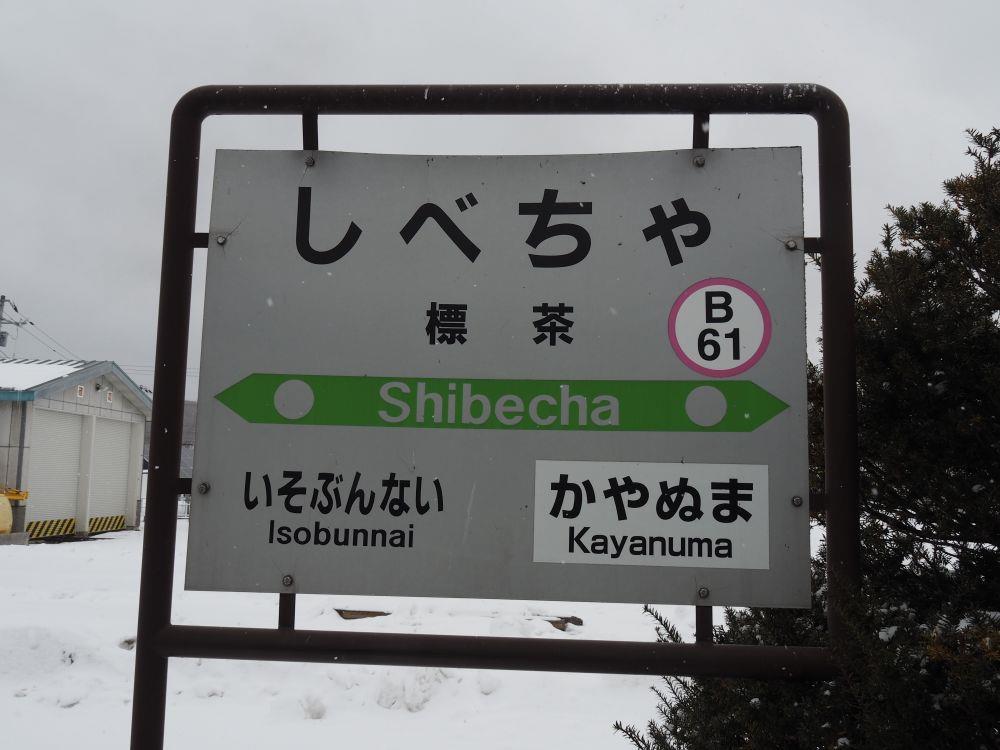 しべちゃ
標茶
B
61
Shibecha
いそぶんない
Isobunnai
かやぬま
Kayanuma